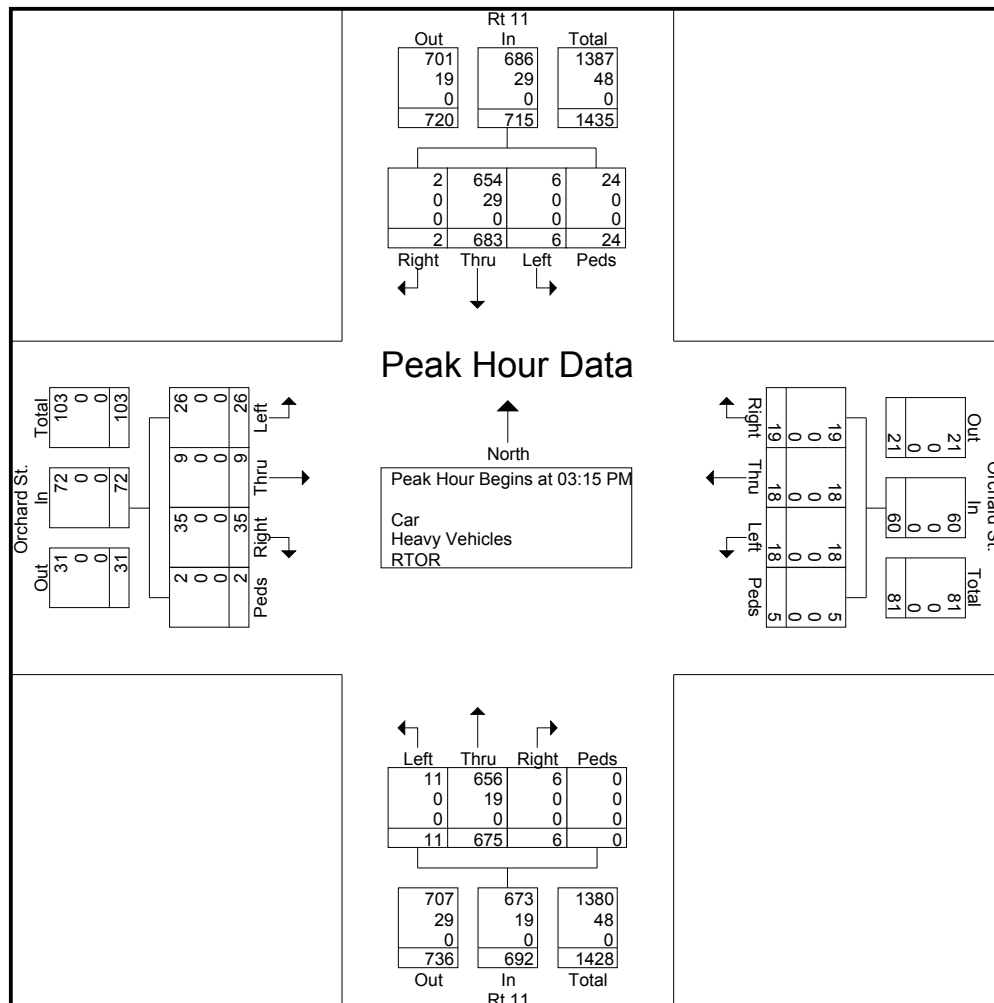 Rt 11
Out In Total
701 686 1387
19 29 48
0 0 0
720 715 1435
2 654 6 24
0 29 0 0
0 0 0 0
2 683 6 24
Right Thru Left Peds
Peak Hour Data
North
Peak Hour Begins at 03:15 PM
Car
Heavy Vehicles
RTOR
Orchard St.
Total In Out
103 72 31
0 0 0
0 0 0
103 72 31
26 9 35 2
0 0 0 0
0 0 0 0
26 9 35 2
Left Thru Right Peds
Right Thru Left Peds
19 18 18 5
0 0 0 0
0 0 0 0
19 18 18 5
Out In Total
21 60 81
0 0 0
0 0 0
21 60 81
Orchard St.
Left Thru Right Peds
11 656 6 0
0 19 0 0
0 0 0 0
11 675 6 0
707 673 1380
29 19 48
0 0 0
736 692 1428
Out In Total
Rt 11